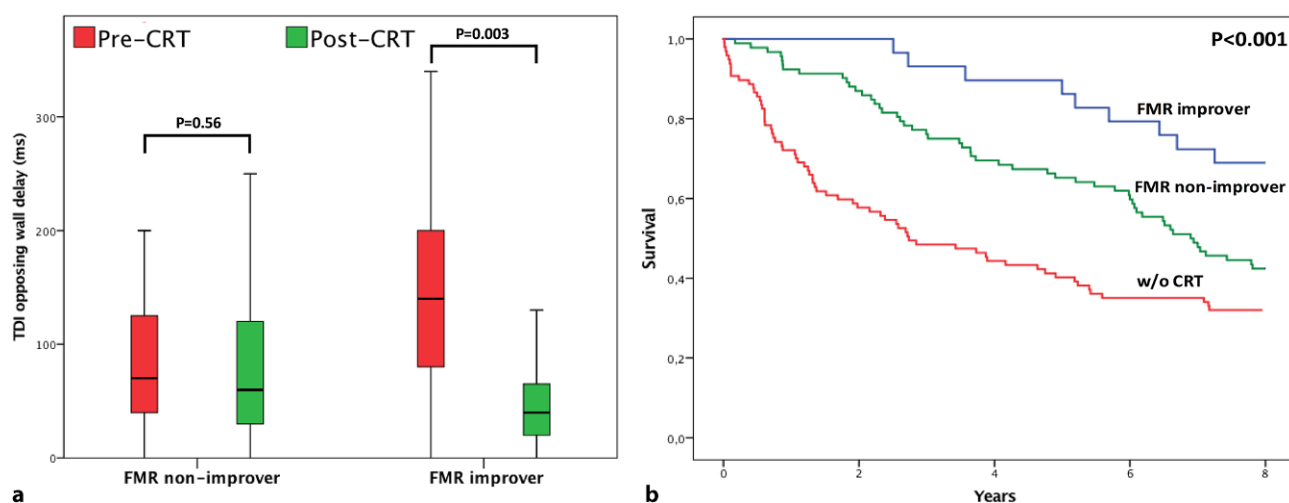 Pre-CRT
Post-CRT
P=0.003
P=0.56
TDI opposing wall delay (ms)
300
200
100
0
FMR non-improver
FMR improver
a
P<0.001
1,0
0,8
0,6
0,4
0,2
0,0
Survival
FMR improver
FMR non-improver
w/o CRT
0
2
4
6
8
Years
b